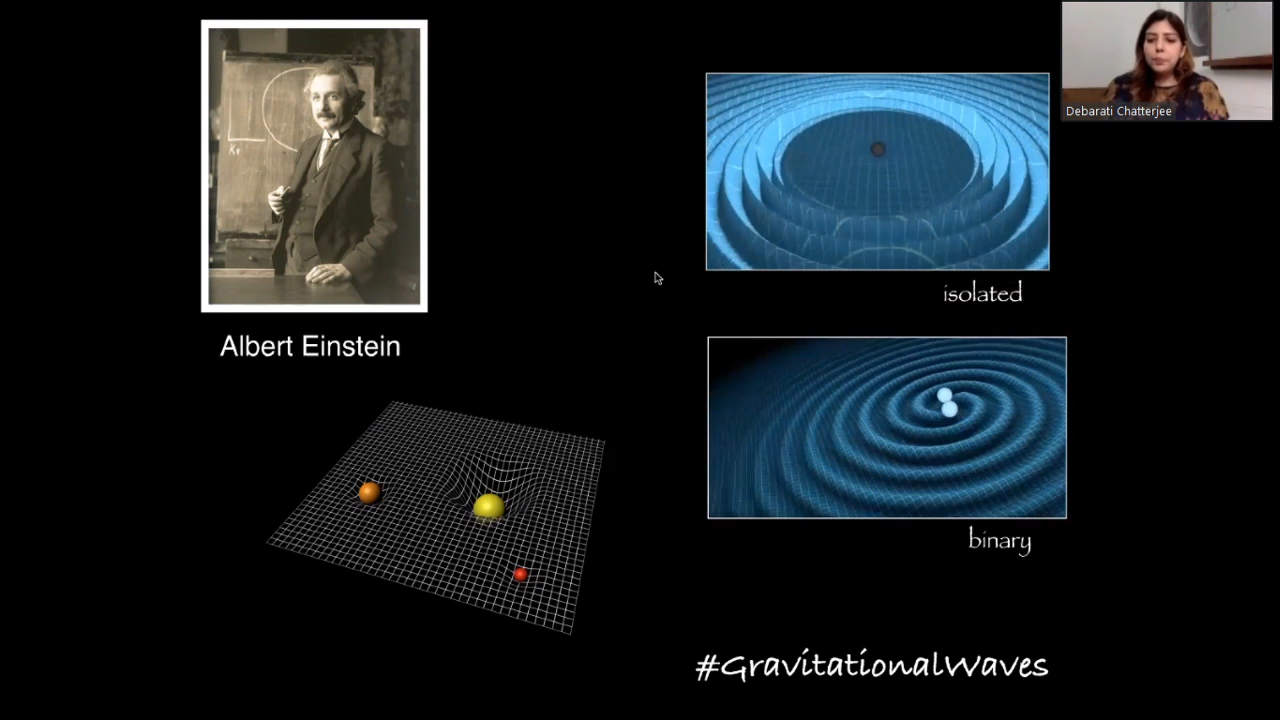 Debarati Chatterjee
isolated
Albert Einstein
binary
#GravitationalWaves